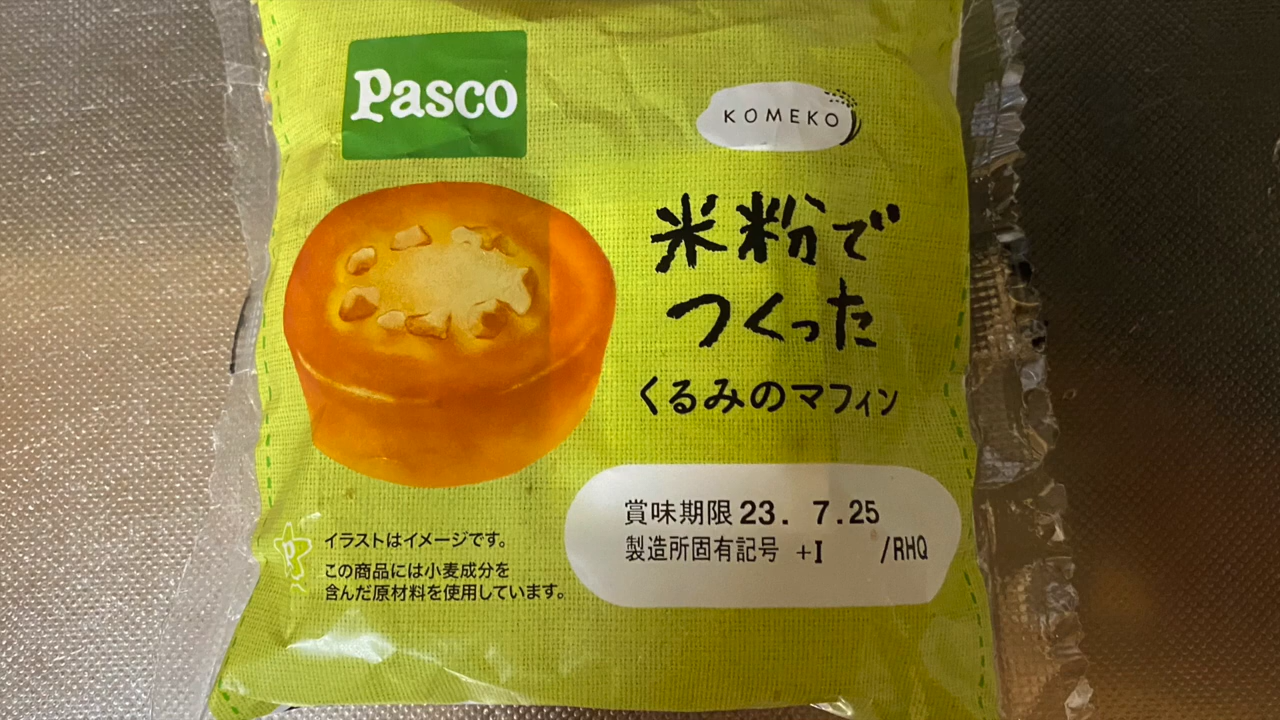 Pasco
KOMEKO
米粉で
つくった
くるみのマフィン
賞味期限 23. 7.25
製造所固有記号 +I /RHQ
イラストはイメージです。
この商品には小麦成分を
含んだ原材料を使用しています。